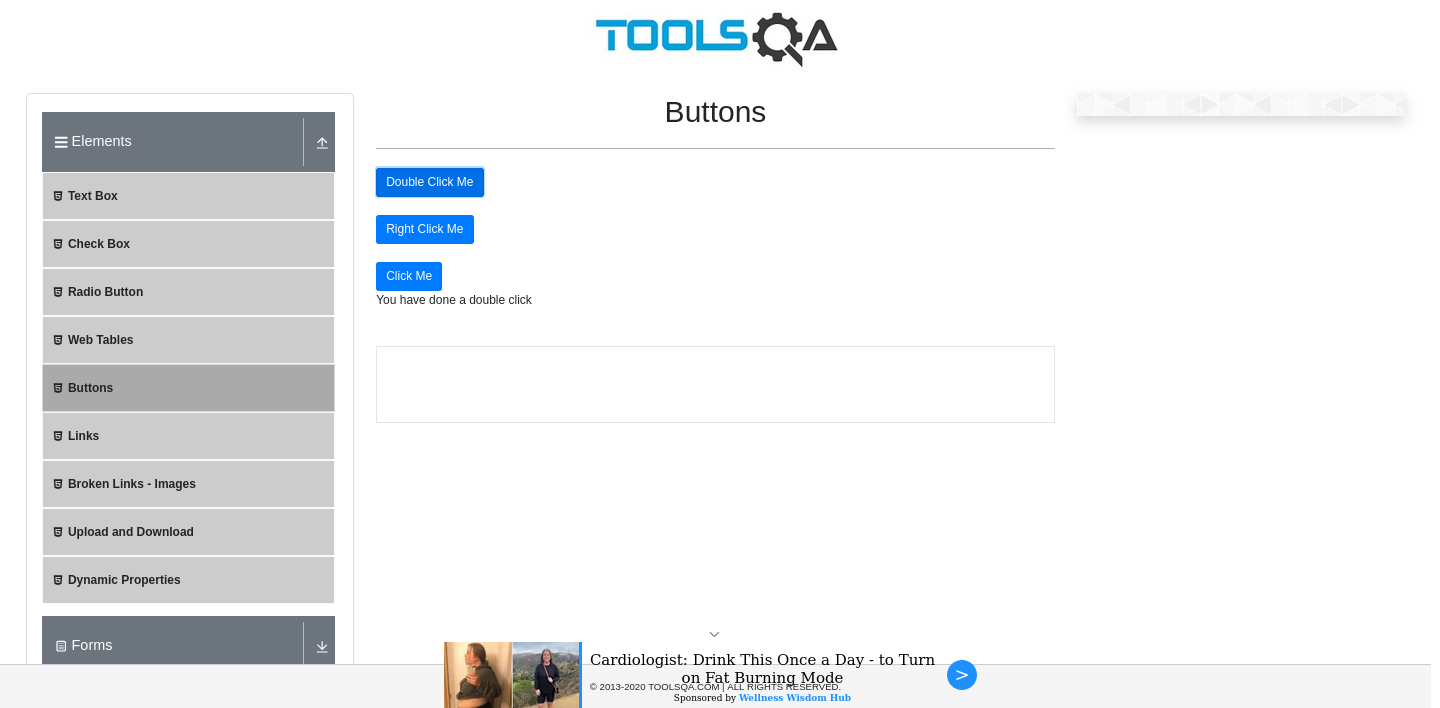 TOOLSQA
Elements
Text Box
Check Box
Radio Button
Web Tables
Buttons
Links
Broken Links - Images
Upload and Download
Dynamic Properties
Forms
Buttons
Double Click Me
Right Click Me
Click Me
You have done a double click
Cardiologist: Drink This Once a Day - to Turn
on Fat Burning Mode
© 2013-2020 TOOLSQA.COM | ALL RIGHTS RESERVED.
Sponsored by Wellness Wisdom Hub